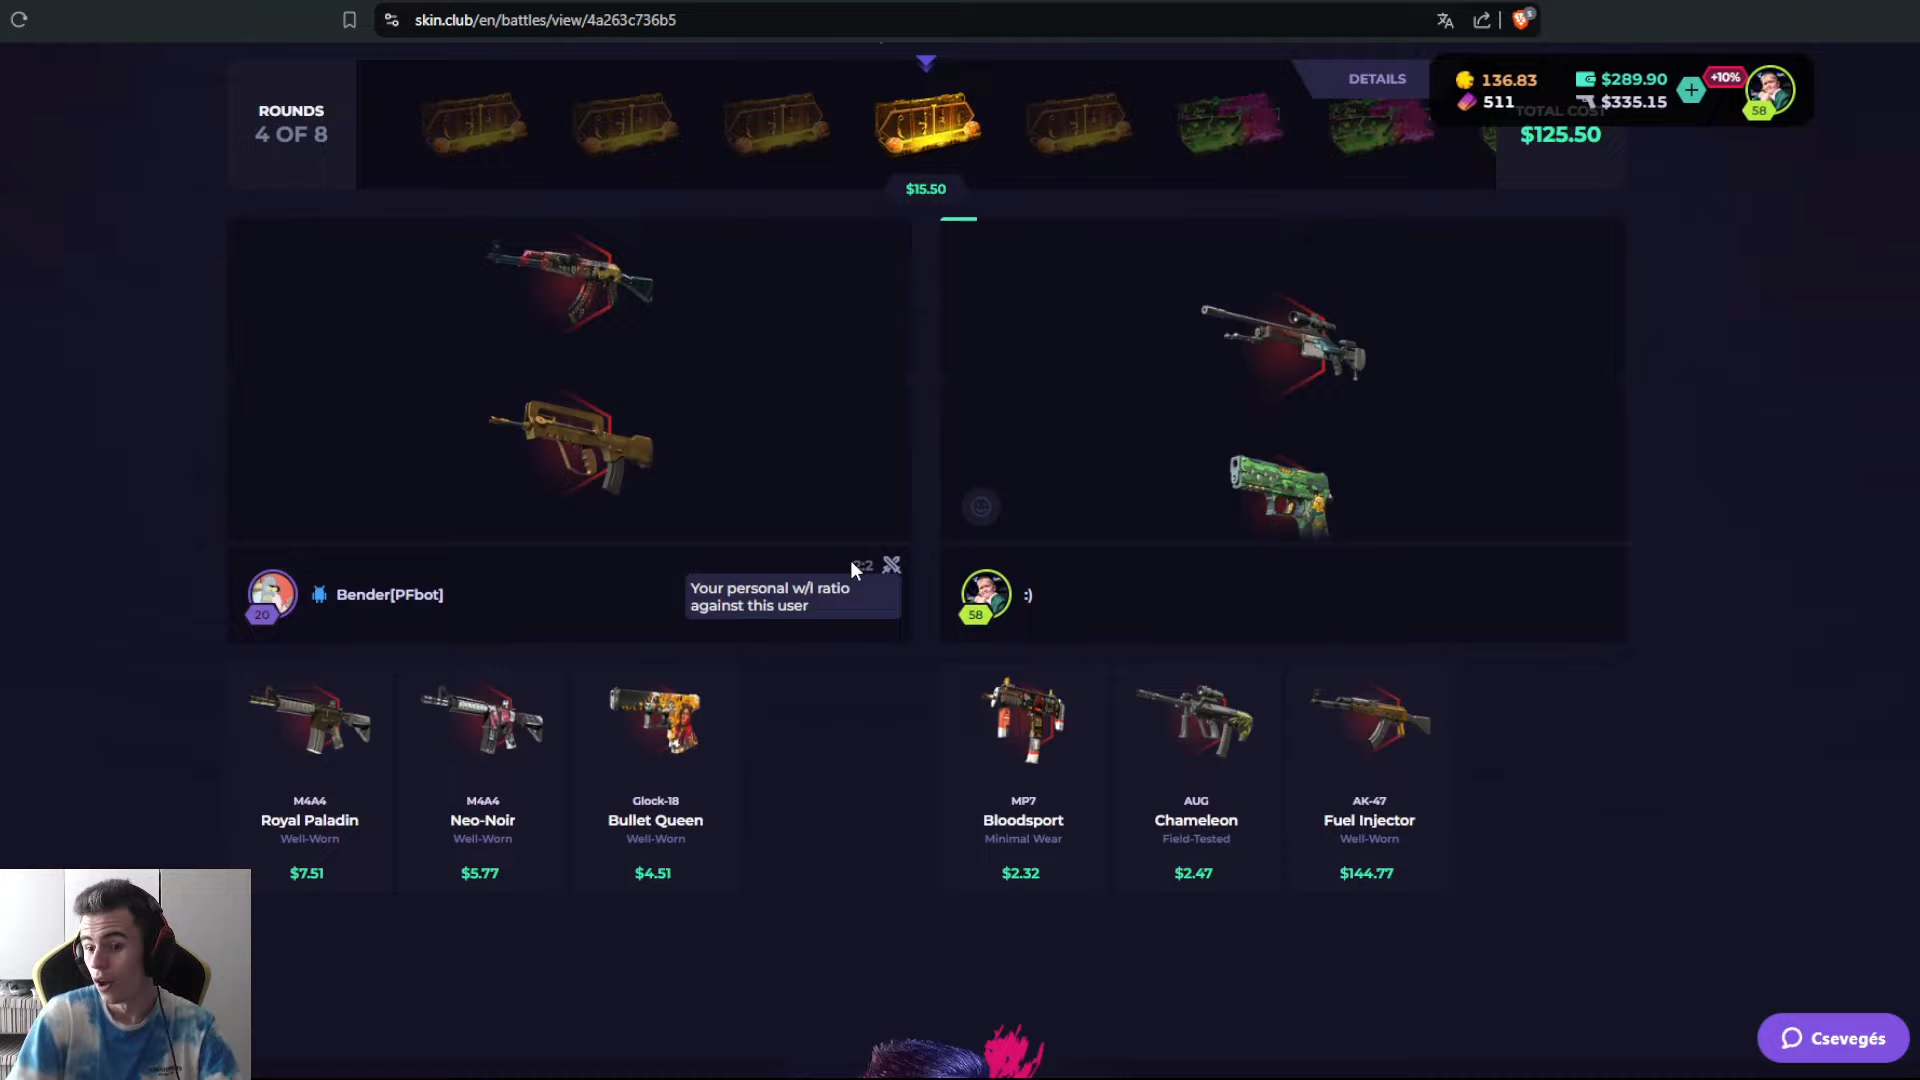 skin.club/en/battles/view/4a263c736b5
5
ROUNDS
4 OF 8
DETAILS
136.83
511
$289.90
$335.15
+10%
58
TOTAL COST
$125.50
$15.50
Bender[PFbot]
20
:2
Your personal w/l ratio
against this user
:)
58
M4A4
Royal Paladin
Well-Worn
$7.51
M4A4
Neo-Noir
Well-Worn
$5.77
Glock-18
Bullet Queen
Well-Worn
$4.51
MP7
Bloodsport
Minimal Wear
$2.32
AUG
Chameleon
Field-Tested
$2.47
AK-47
Fuel Injector
Well-Worn
$144.77
Csevegés